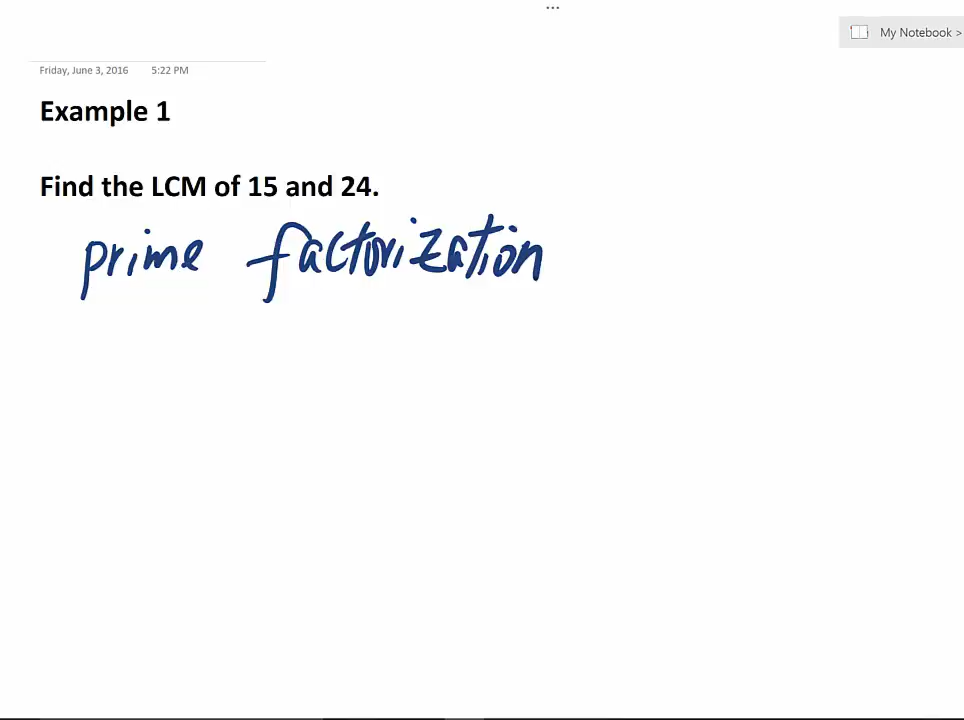 ...
My Notebook >
Friday, June 3, 2016 5:22 PM
Example 1
Find the LCM of 15 and 24.
prime factorization